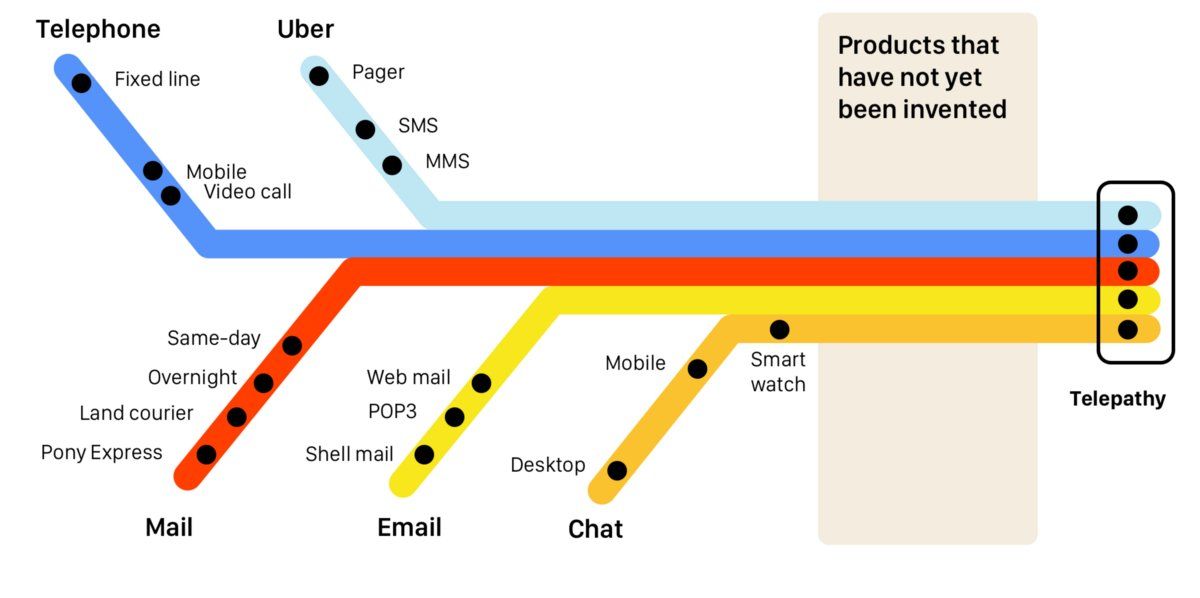 Telephone
Uber
Products that
have not yet
been invented
Fixed line
Pager
SMS
MMS
Mobile
Video call
Same-day
Overnight
Land courier
Pony Express
Web mail
POP3
Shell mail
Mobile
Desktop
Smart
watch
Telepathy
Mail
Email
Chat